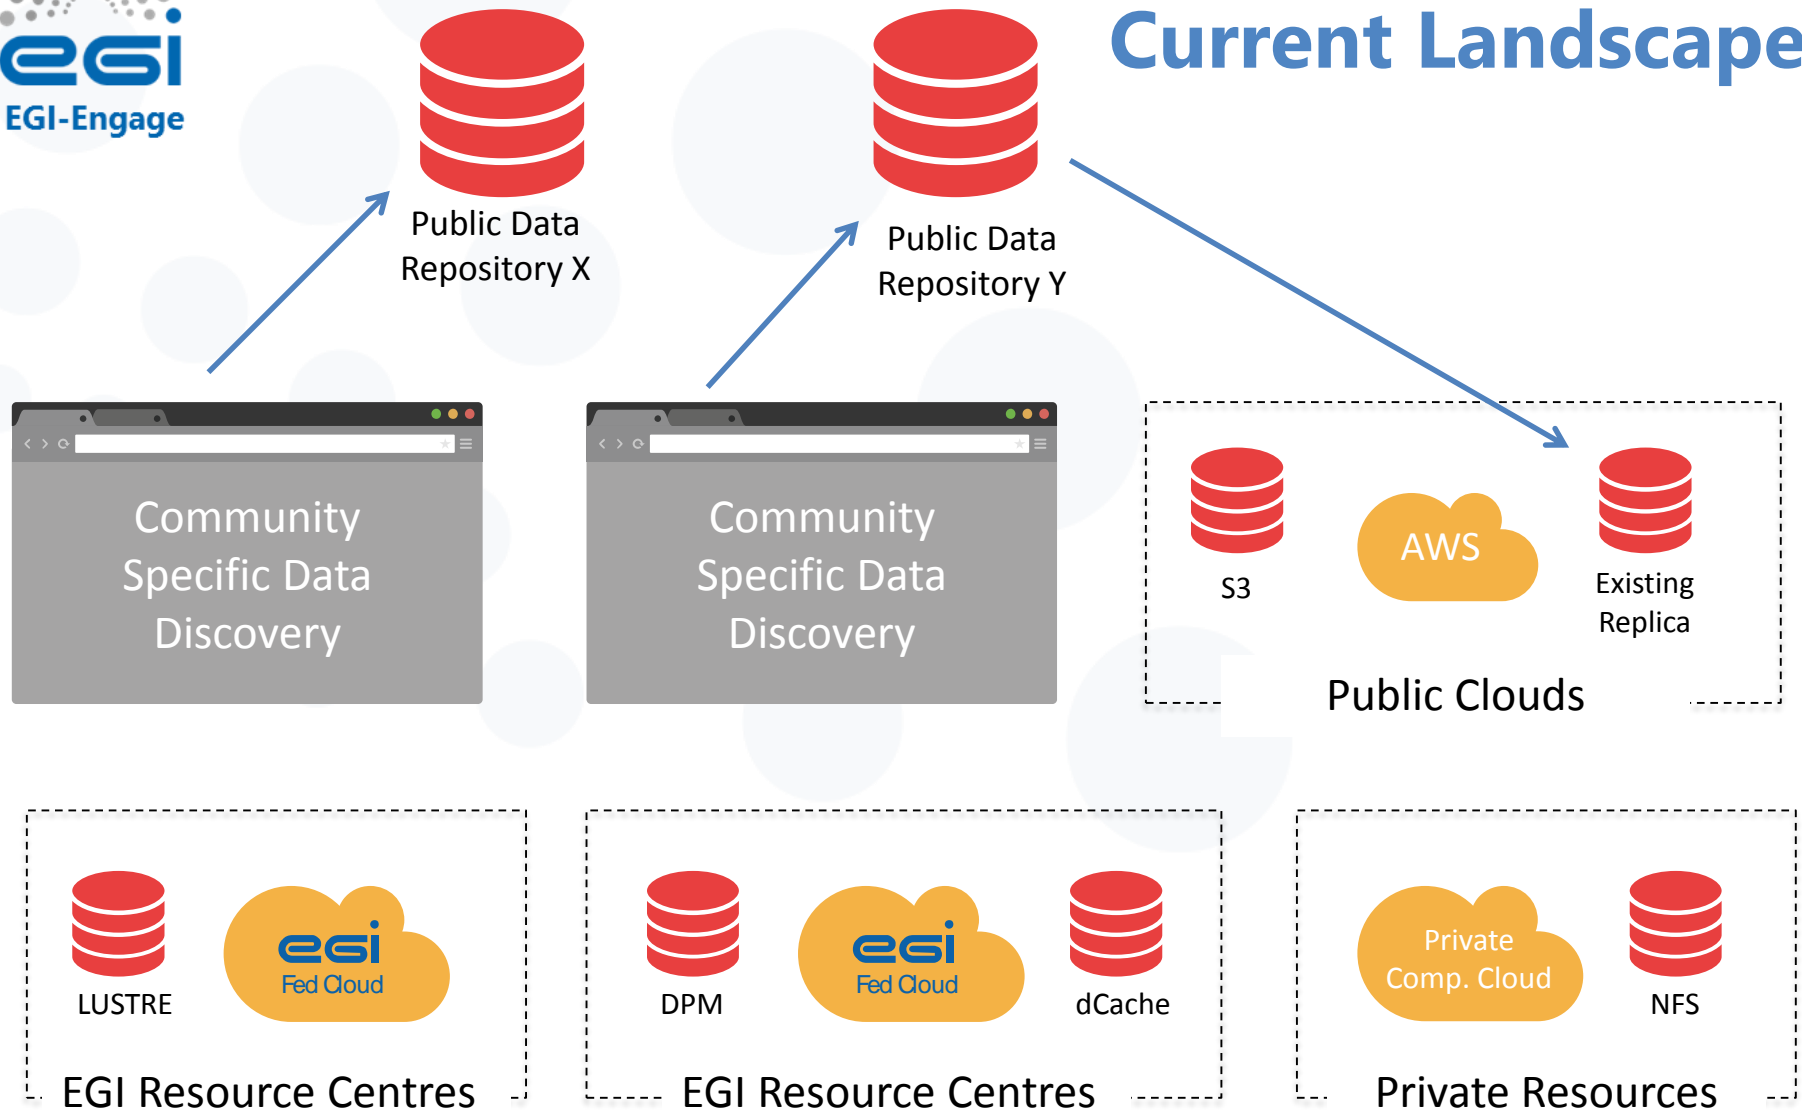 egi
EGI-Engage
Current Landscape
Public Data
Repository X
Public Data
Repository Y
Community
Specific Data
Discovery
Community
Specific Data
Discovery
S3
AWS
Existing
Replica
Public Clouds
LUSTRE
egi
Fed Cloud
EGI Resource Centres
DPM
egi
Fed Cloud
dCache
EGI Resource Centres
Private
Comp. Cloud
NFS
Private Resources